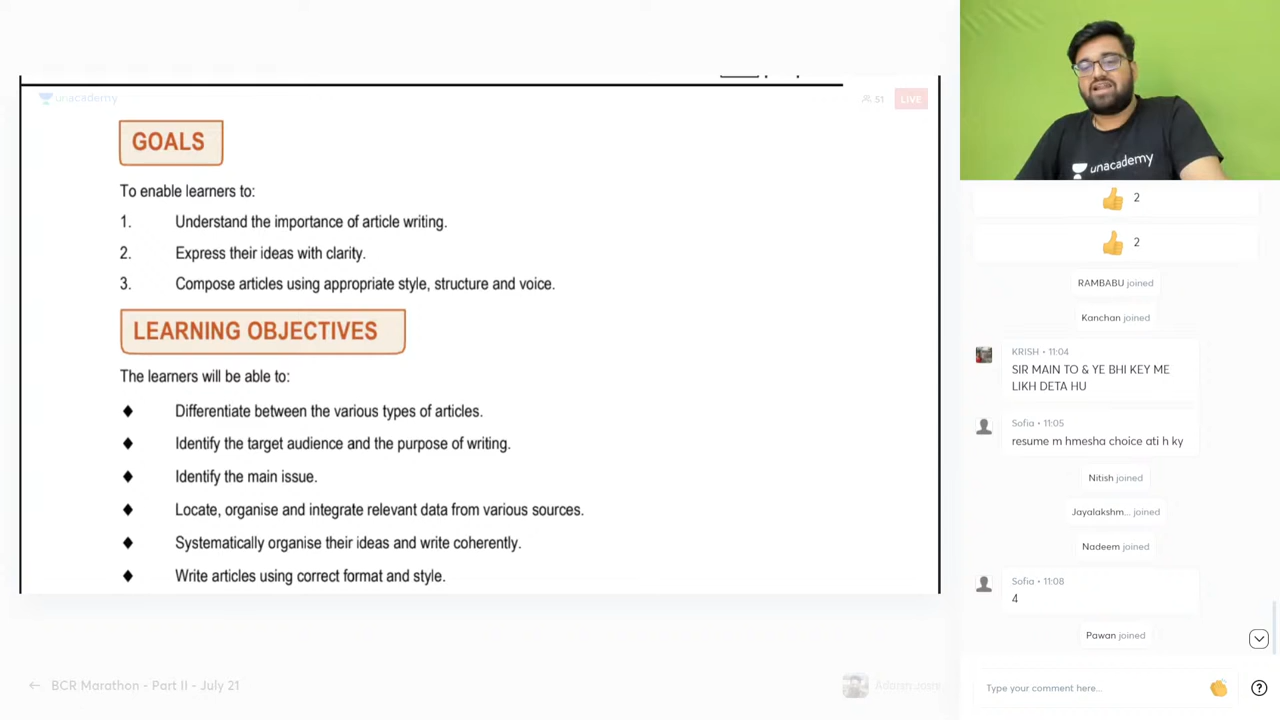 unacademy
51
LIVE
GOALS
To enable learners to:
1. Understand the importance of article writing.
2. Express their ideas with clarity.
3. Compose articles using appropriate style, structure and voice.
LEARNING OBJECTIVES
The learners will be able to:
♦ Differentiate between the various types of articles.
♦ Identify the target audience and the purpose of writing.
♦ Identify the main issue.
♦ Locate, organise and integrate relevant data from various sources.
♦ Systematically organise their ideas and write coherently.
♦ Write articles using correct format and style.
← BCR Marathon - Part II - July 21
unacademy
2
2
RAMBABU joined
Kanchan joined
KRISH • 11:04
SIR MAIN TO & YE BHI KEY ME
LIKH DETA HU
Sofia • 11:05
resume m hmesha choice ati h ky
Nitish joined
Jayalakshm... joined
Nadeem joined
Sofia • 11:08
4
Pawan joined
Type your comment here...